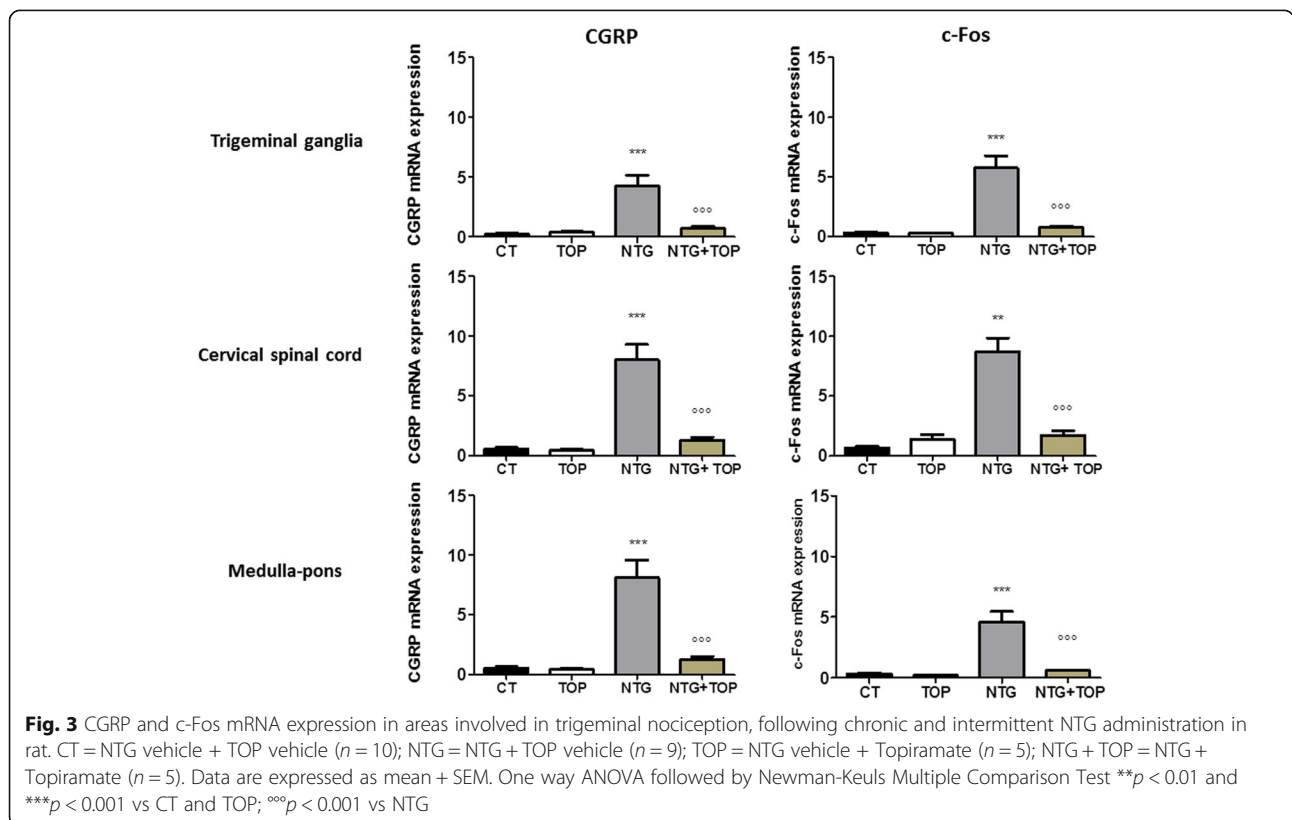 CGRP
c-Fos
Trigeminal ganglia
CGRP mRNA expression
15
10
5
0
***
°°°
CT TOP NTG NTG+TOP
c-Fos mRNA expression
15
10
5
0
***
°°°
CT TOP NTG NTG+TOP
Cervical spinal cord
CGRP mRNA expression
15
10
5
0
***
°°°
CT TOP NTG NTG+ TOP
c-Fos mRNA expression
15
10
5
0
**
°°°
CT TOP NTG NTG+ TOP
Medulla-pons
CGRP mRNA expression
15
10
5
0
***
°°°
CT TOP NTG NTG+TOP
c-Fos mRNA expression
15
10
5
0
***
°°°
CT TOP NTG NTG+TOP
Fig. 3 CGRP and c-Fos mRNA expression in areas involved in trigeminal nociception, following chronic and intermittent NTG administration in
rat. CT = NTG vehicle + TOP vehicle (n = 10); NTG = NTG + TOP vehicle (n = 9); TOP = NTG vehicle + Topiramate (n = 5); NTG + TOP = NTG +
Topiramate (n = 5). Data are expressed as mean + SEM. One way ANOVA followed by Newman-Keuls Multiple Comparison Test **p < 0.01 and
***p < 0.001 vs CT and TOP; °°°p < 0.001 vs NTG